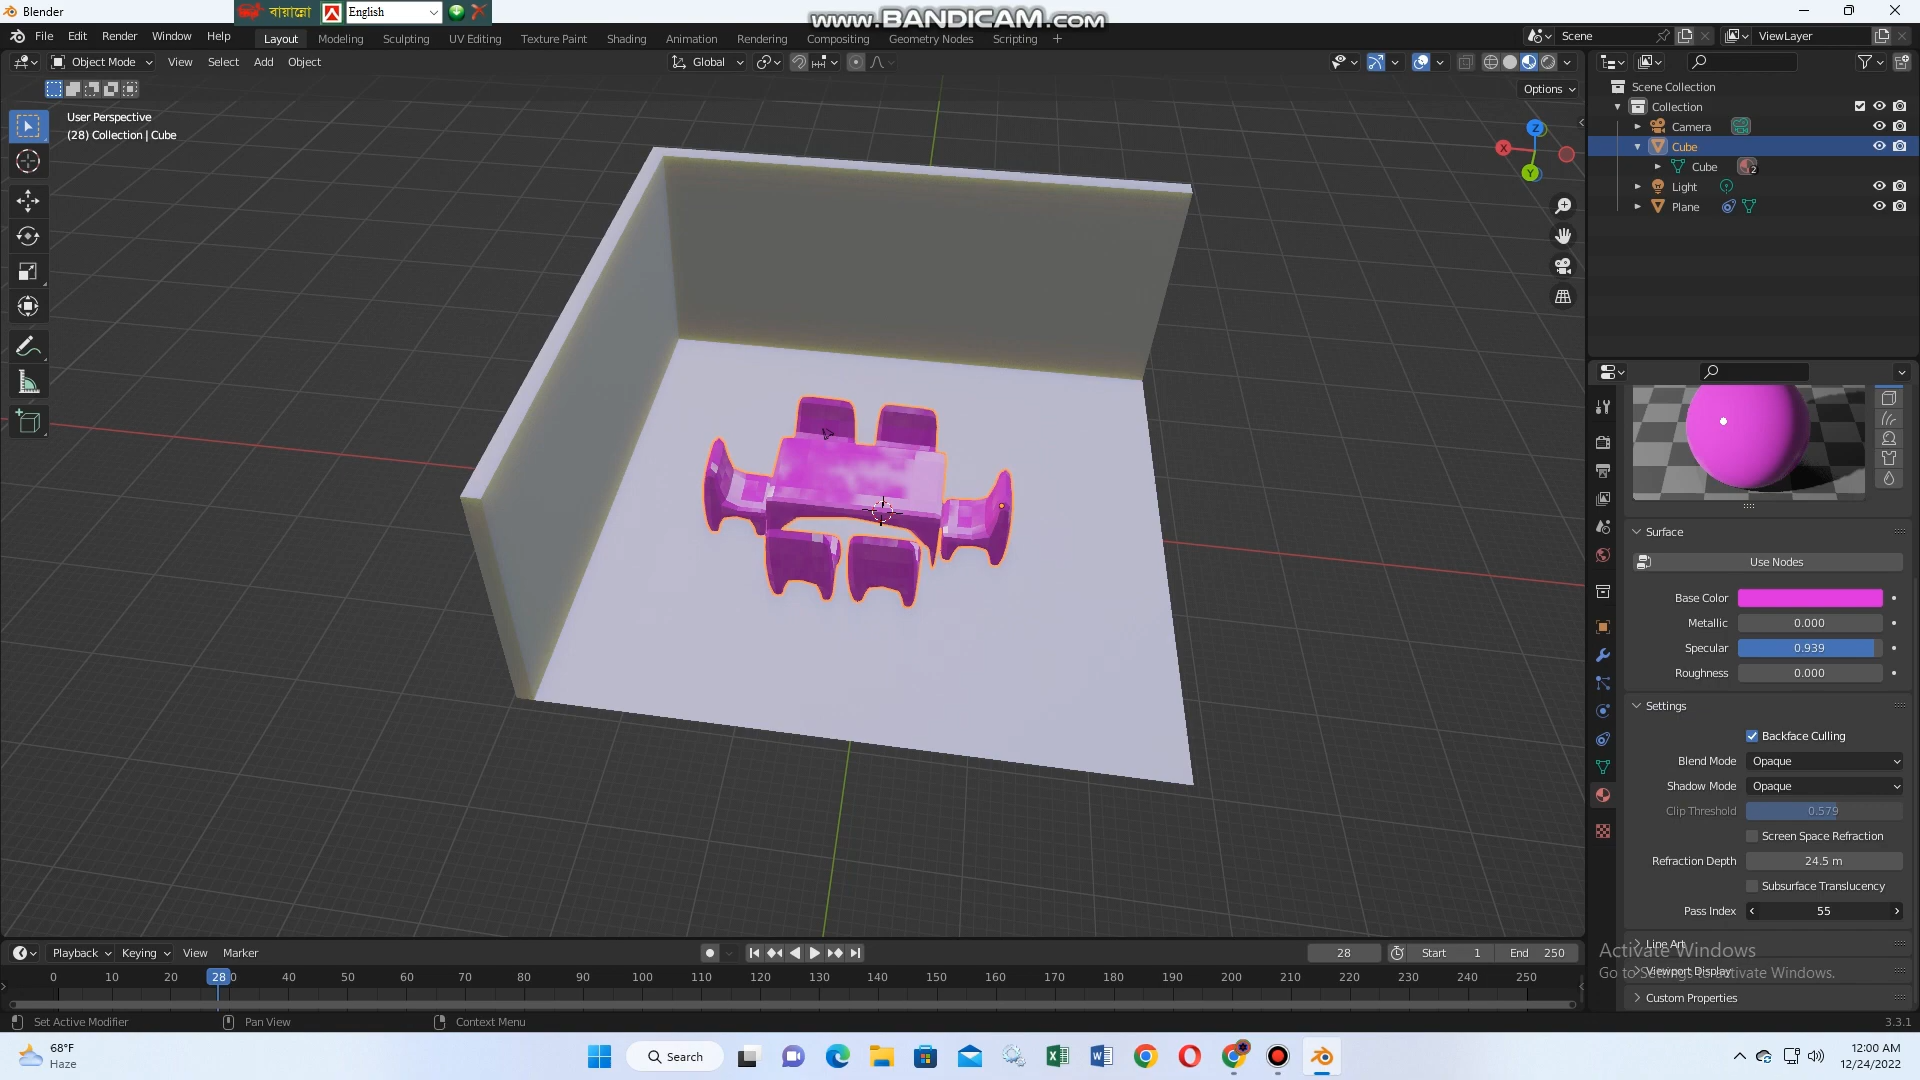 Blender
বায়ান্নো
English
www.BANDICAM.com
File Edit Render Window Help
Layout Modeling Sculpting UV Editing Texture Paint Shading Animation Rendering Compositing Geometry Nodes Scripting +
Scene
ViewLayer
Object Mode View Select Add Object
Global
Options
User Perspective
(28) Collection | Cube
Z
X
Y
Scene Collection
Collection
Camera
Cube
Cube 2
Light
Plane
Surface
Use Nodes
Base Color
Metallic 0.000
Specular 0.939
Roughness 0.000
Settings
Backface Culling
Blend Mode Opaque
Shadow Mode Opaque
Clip Threshold 0.579
Screen Space Refraction
Refraction Depth 24.5 m
Subsurface Translucency
Pass Index 55
Line Art
Viewport Display
Custom Properties
Activate Windows
Go to Settings to activate Windows.
Playback Keying View Marker
28
Start 1
End 250
0 10 20 28 0 40 50 60 70 80 90 100 110 120 130 140 150 160 170 180 190 200 210 220 230 240 250
Set Active Modifier
Pan View
Context Menu
3.3.1
68°F
Haze
Search
12:00 AM
12/24/2022